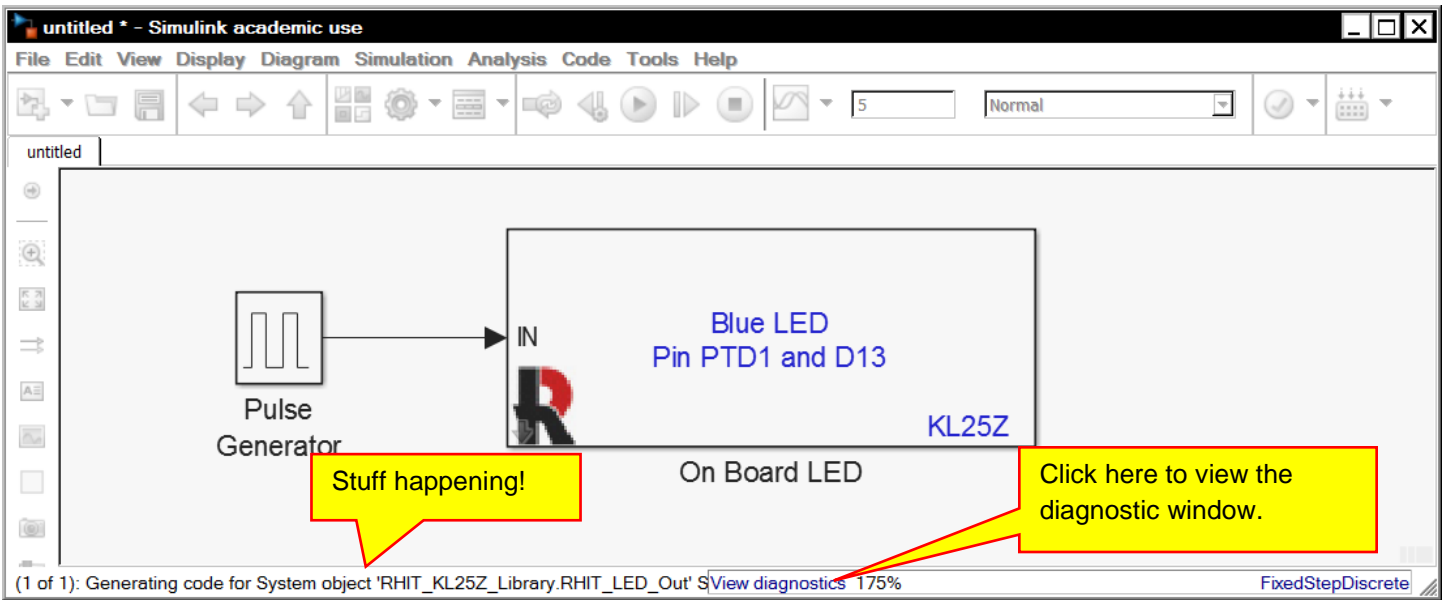 untitled * - Simulink academic use
File Edit View Display Diagram Simulation Analysis Code Tools Help
5 Normal
untitled
IN
Blue LED
Pin PTD1 and D13
KL25Z
Pulse
Generator
On Board LED
Stuff happening!
Click here to view the
diagnostic window.
(1 of 1): Generating code for System object 'RHIT_KL25Z_Library.RHIT_LED_Out' S View diagnostics 175% FixedStepDiscrete